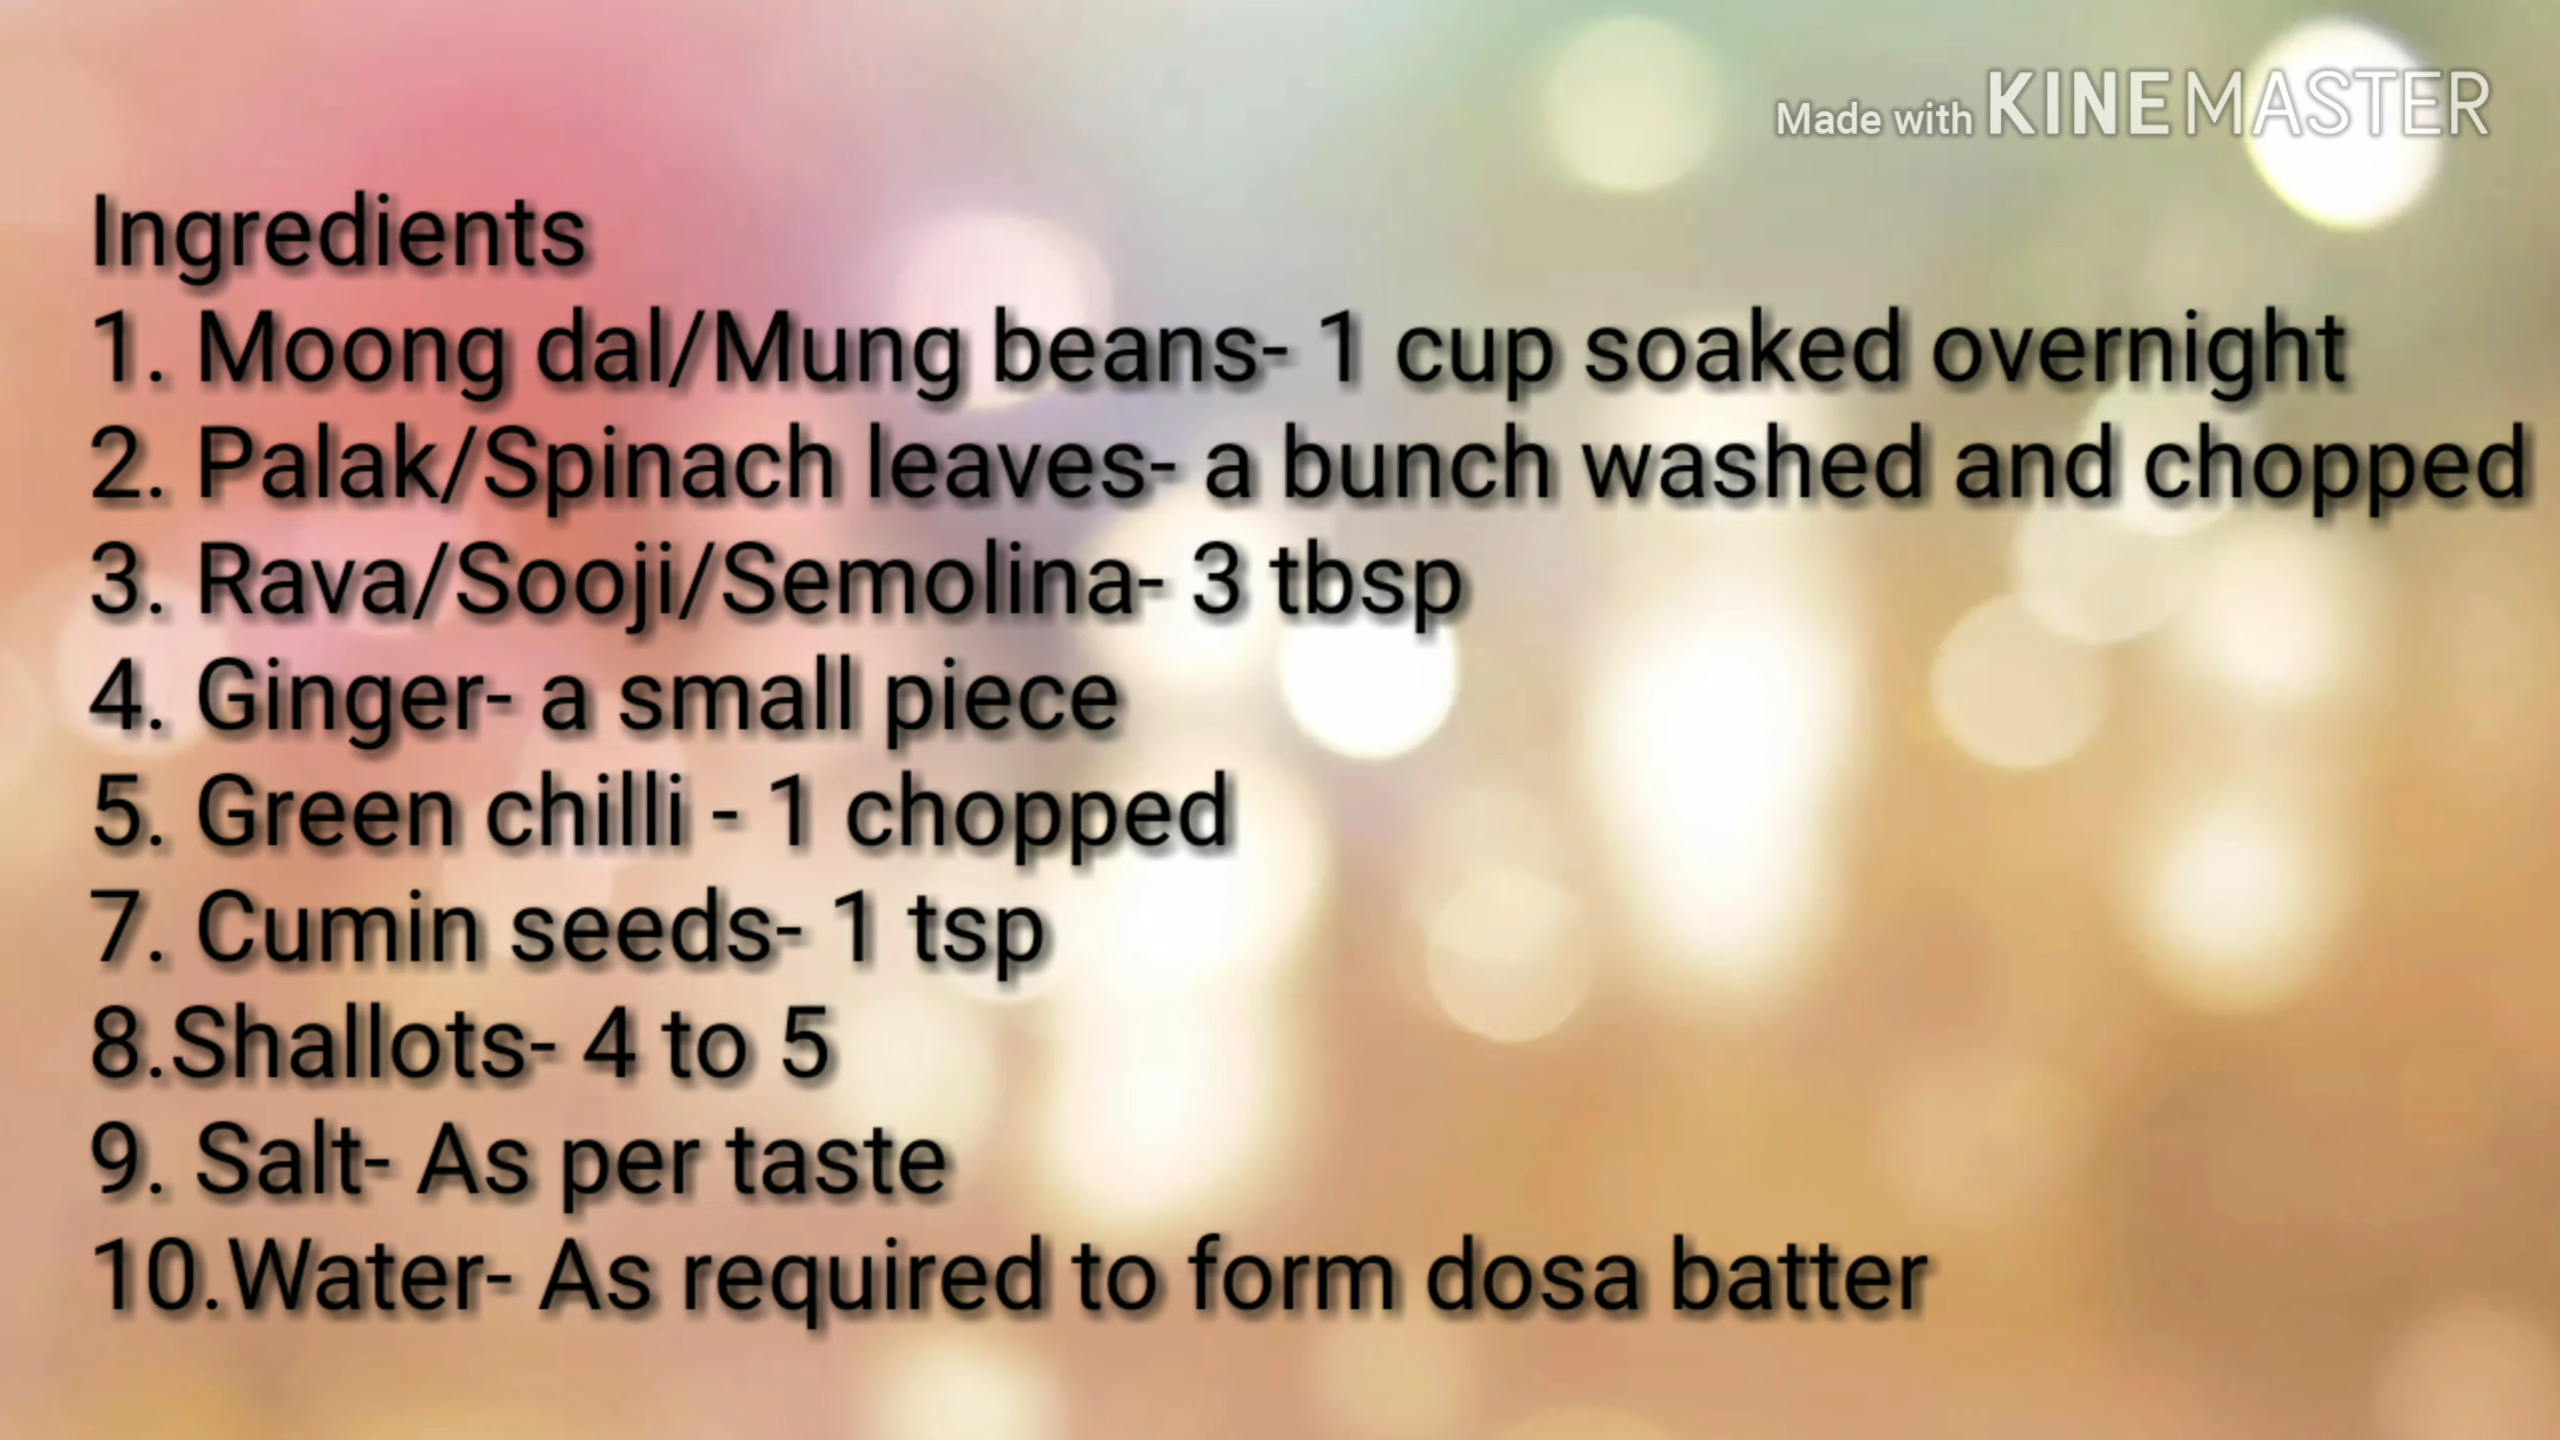 Made with KINEMASTER
Ingredients
1. Moong dal/Mung beans- 1 cup soaked overnight
2. Palak/Spinach leaves- a bunch washed and chopped
3. Rava/Sooji/Semolina- 3 tbsp
4. Ginger- a small piece
5. Green chilli - 1 chopped
7. Cumin seeds- 1 tsp
8.Shallots- 4 to 5
9. Salt- As per taste
10.Water- As required to form dosa batter